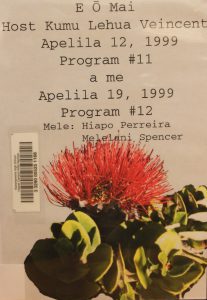 E Ō Mai
Host Kumu Lehua Veincent
Apelila 12, 1999
Program #11
a me
Apelila 19, 1999
Program #12
Mele: Hiapo Perreira
Melelani Spencer